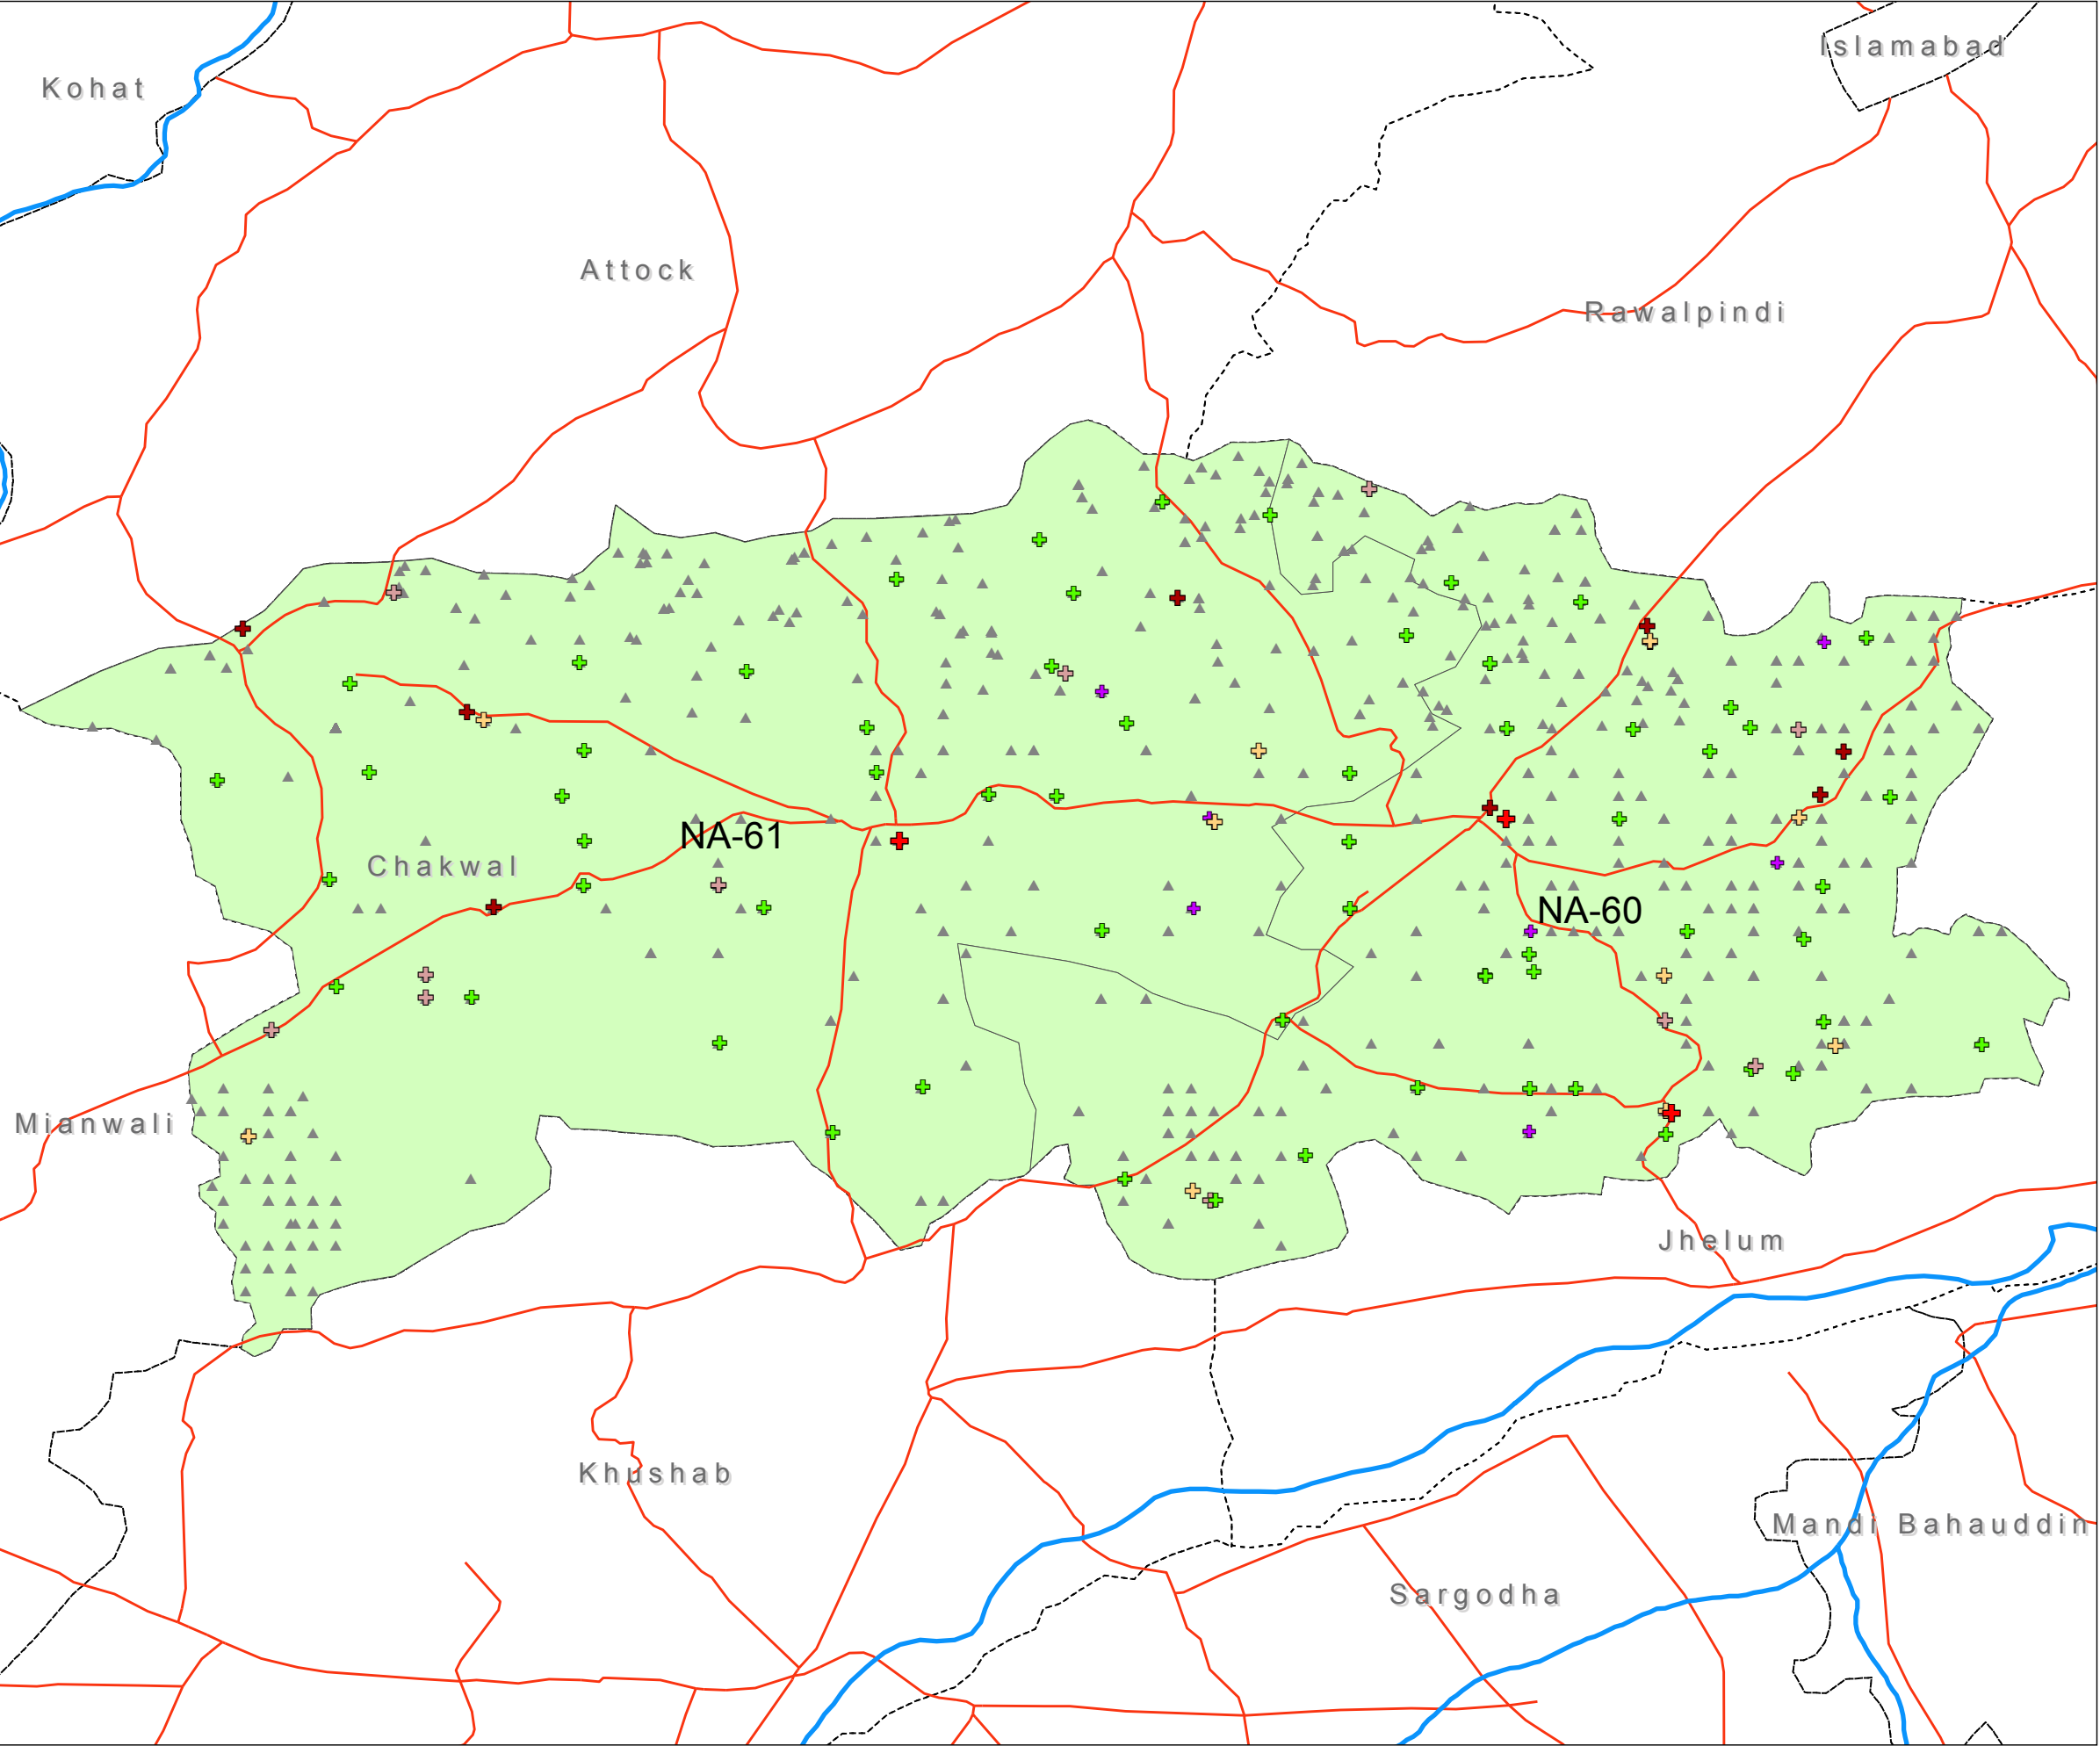 Islamabad
Kohat
Attock
Rawalpindi
NA-61
Chakwal
NA-60
Mianwali
Jhelum
Khushab
Mandi Bahauddin
Sargodha